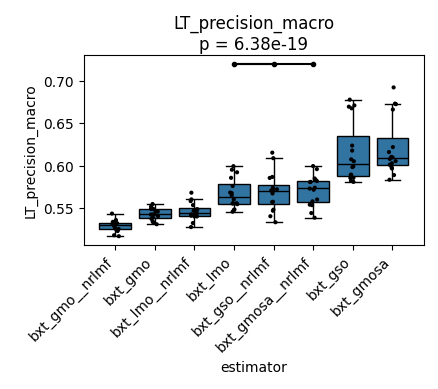 LT_precision_macro
p = 6.38e-19
LT_precision_macro
0.70
0.65
0.60
0.55
bxt_gmo__nrlmf
bxt_gmo
bxt_lmo__nrlmf
bxt_lmo
bxt_gso__nrlmf
bxt_gmosa__nrlmf
bxt_gso
bxt_gmosa
estimator